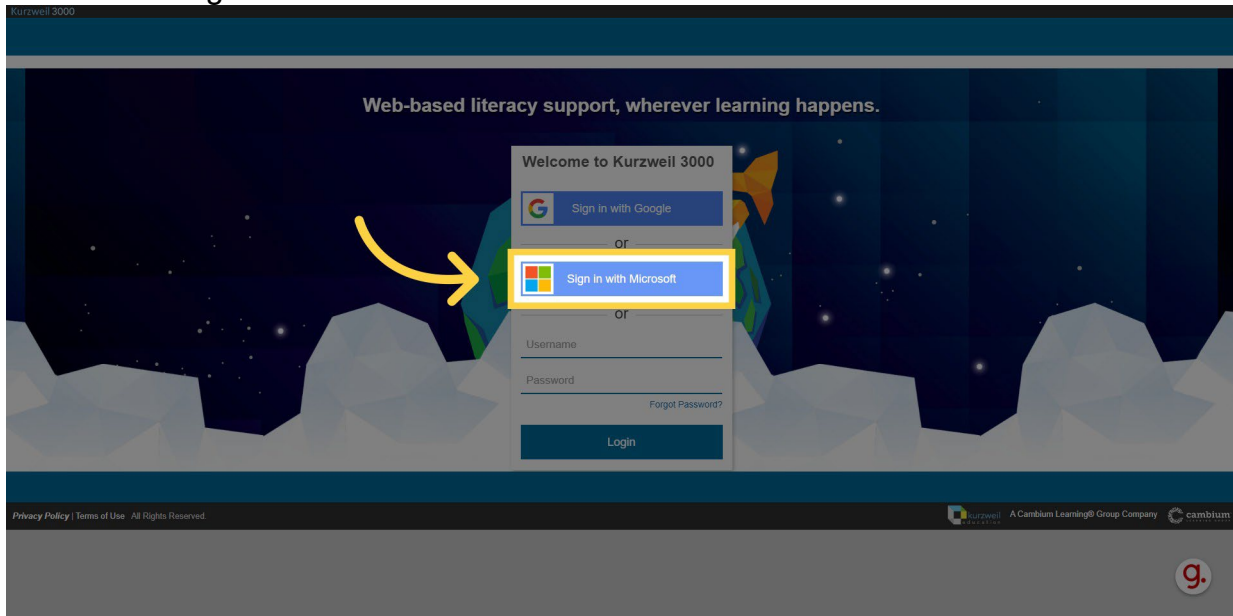 Kurzweil 3000
Web-based literacy support, wherever learning happens.
Welcome to Kurzweil 3000
Sign in with Google
or
Sign in with Microsoft
or
Username
Password
Forgot Password?
Login
Privacy Policy | Terms of Use All Rights Reserved.
kurzweil education A Cambium Learning® Group Company cambium LEARNING GROUP
g.